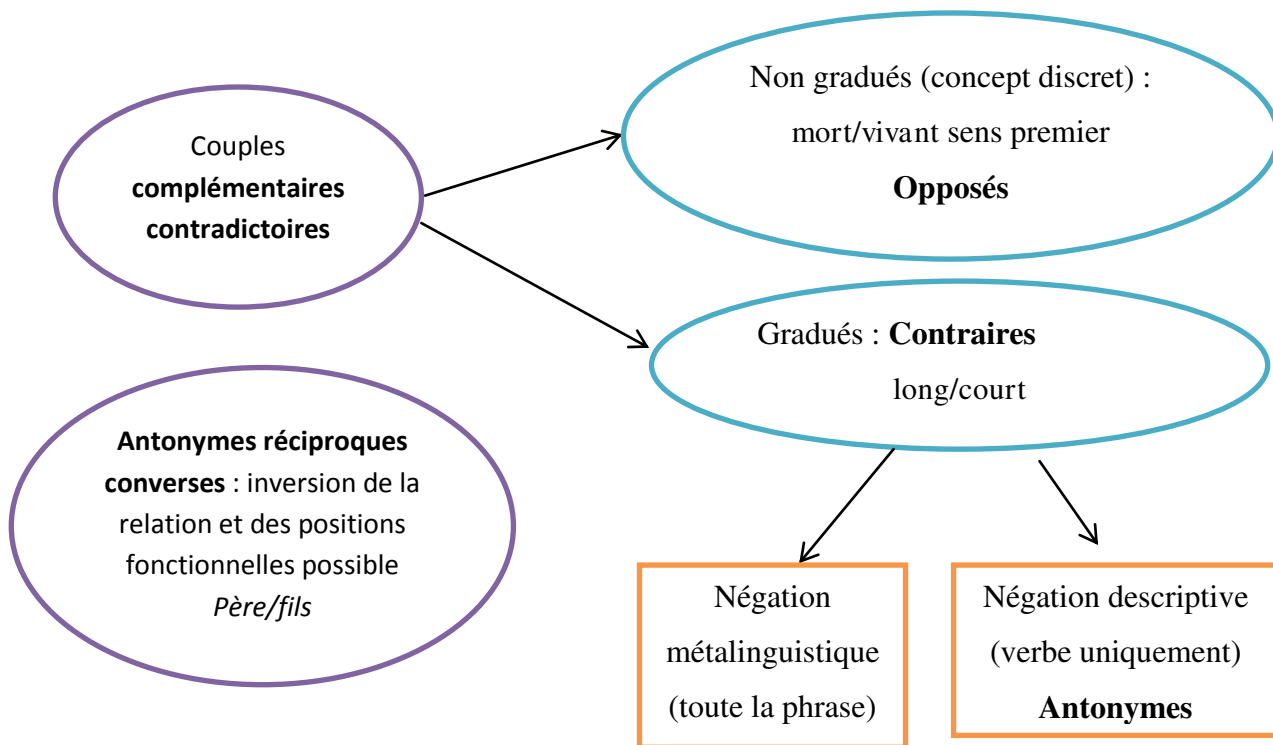 Couples
complémentaires
contradictoires
Non gradués (concept discret) :
mort/vivant sens premier
Opposés
Gradués : Contraires
long/court
Antonymes réciproques
converses : inversion de la
relation et des positions
fonctionnelles possible
Père/fils
Négation
métalinguistique
(toute la phrase)
Négation descriptive
(verbe uniquement)
Antonymes